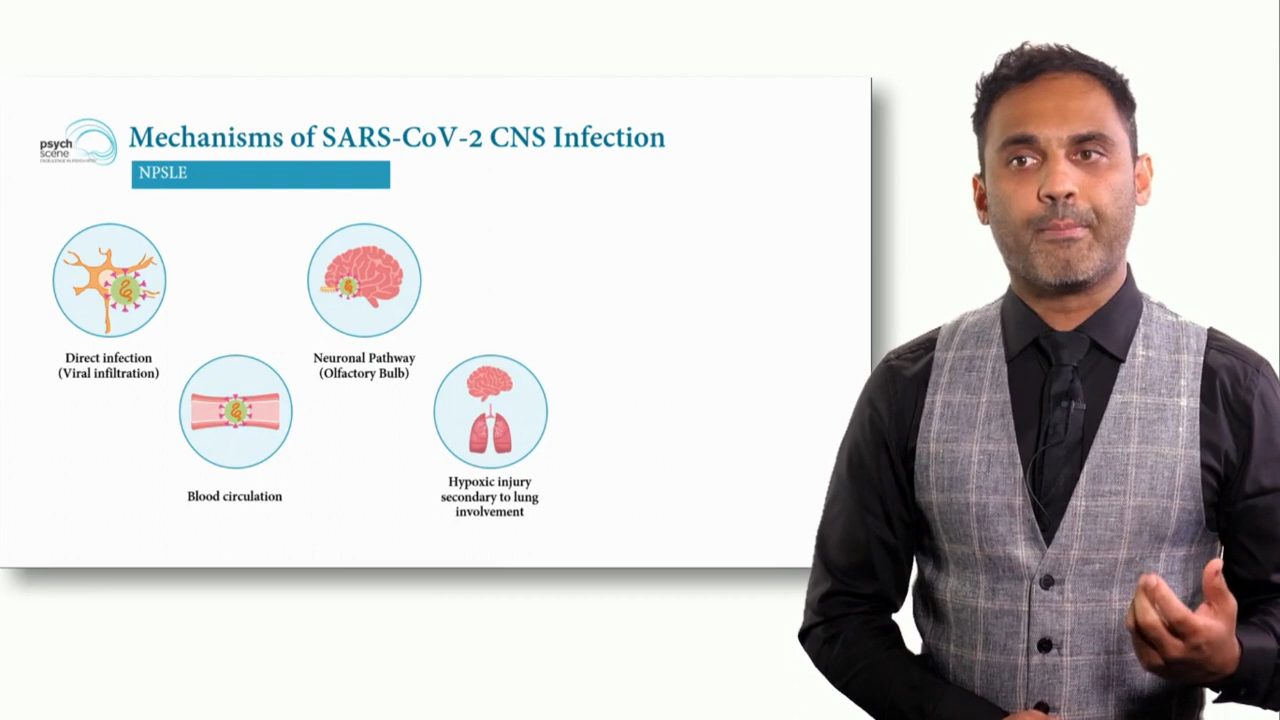 psych
scene
Mechanisms of SARS-CoV-2 CNS Infection
NPSLE
Direct infection
(Viral infiltration)
Neuronal Pathway
(Olfactory Bulb)
Blood circulation
Hypoxic injury
secondary to lung
involvement